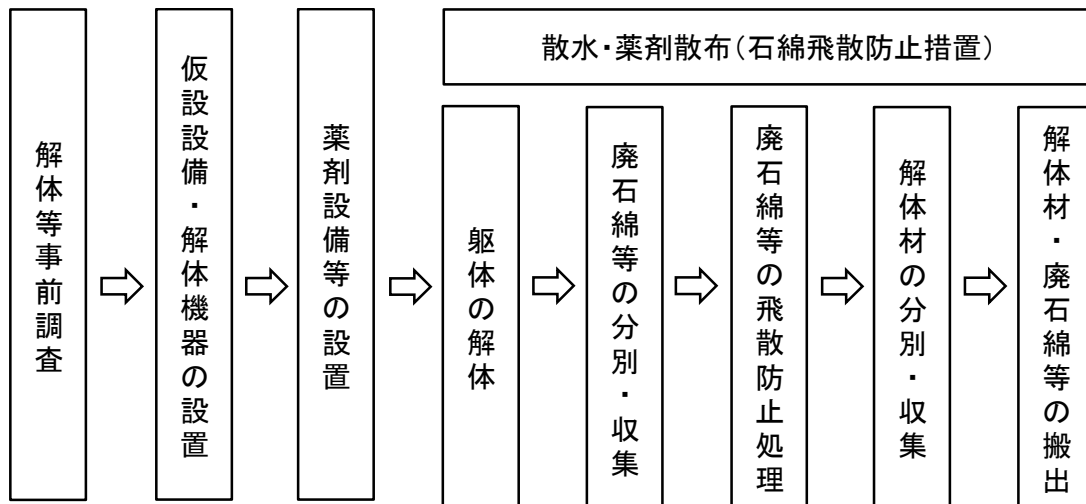 解体等事前調査
仮設設備・解体機器の設置
薬剤設備等の設置
散水・薬剤散布(石綿飛散防止措置)
躯体の解体
廃石綿等の分別・収集
廃石綿等の飛散防止処理
解体材の分別・収集
解体材・廃石綿等の搬出